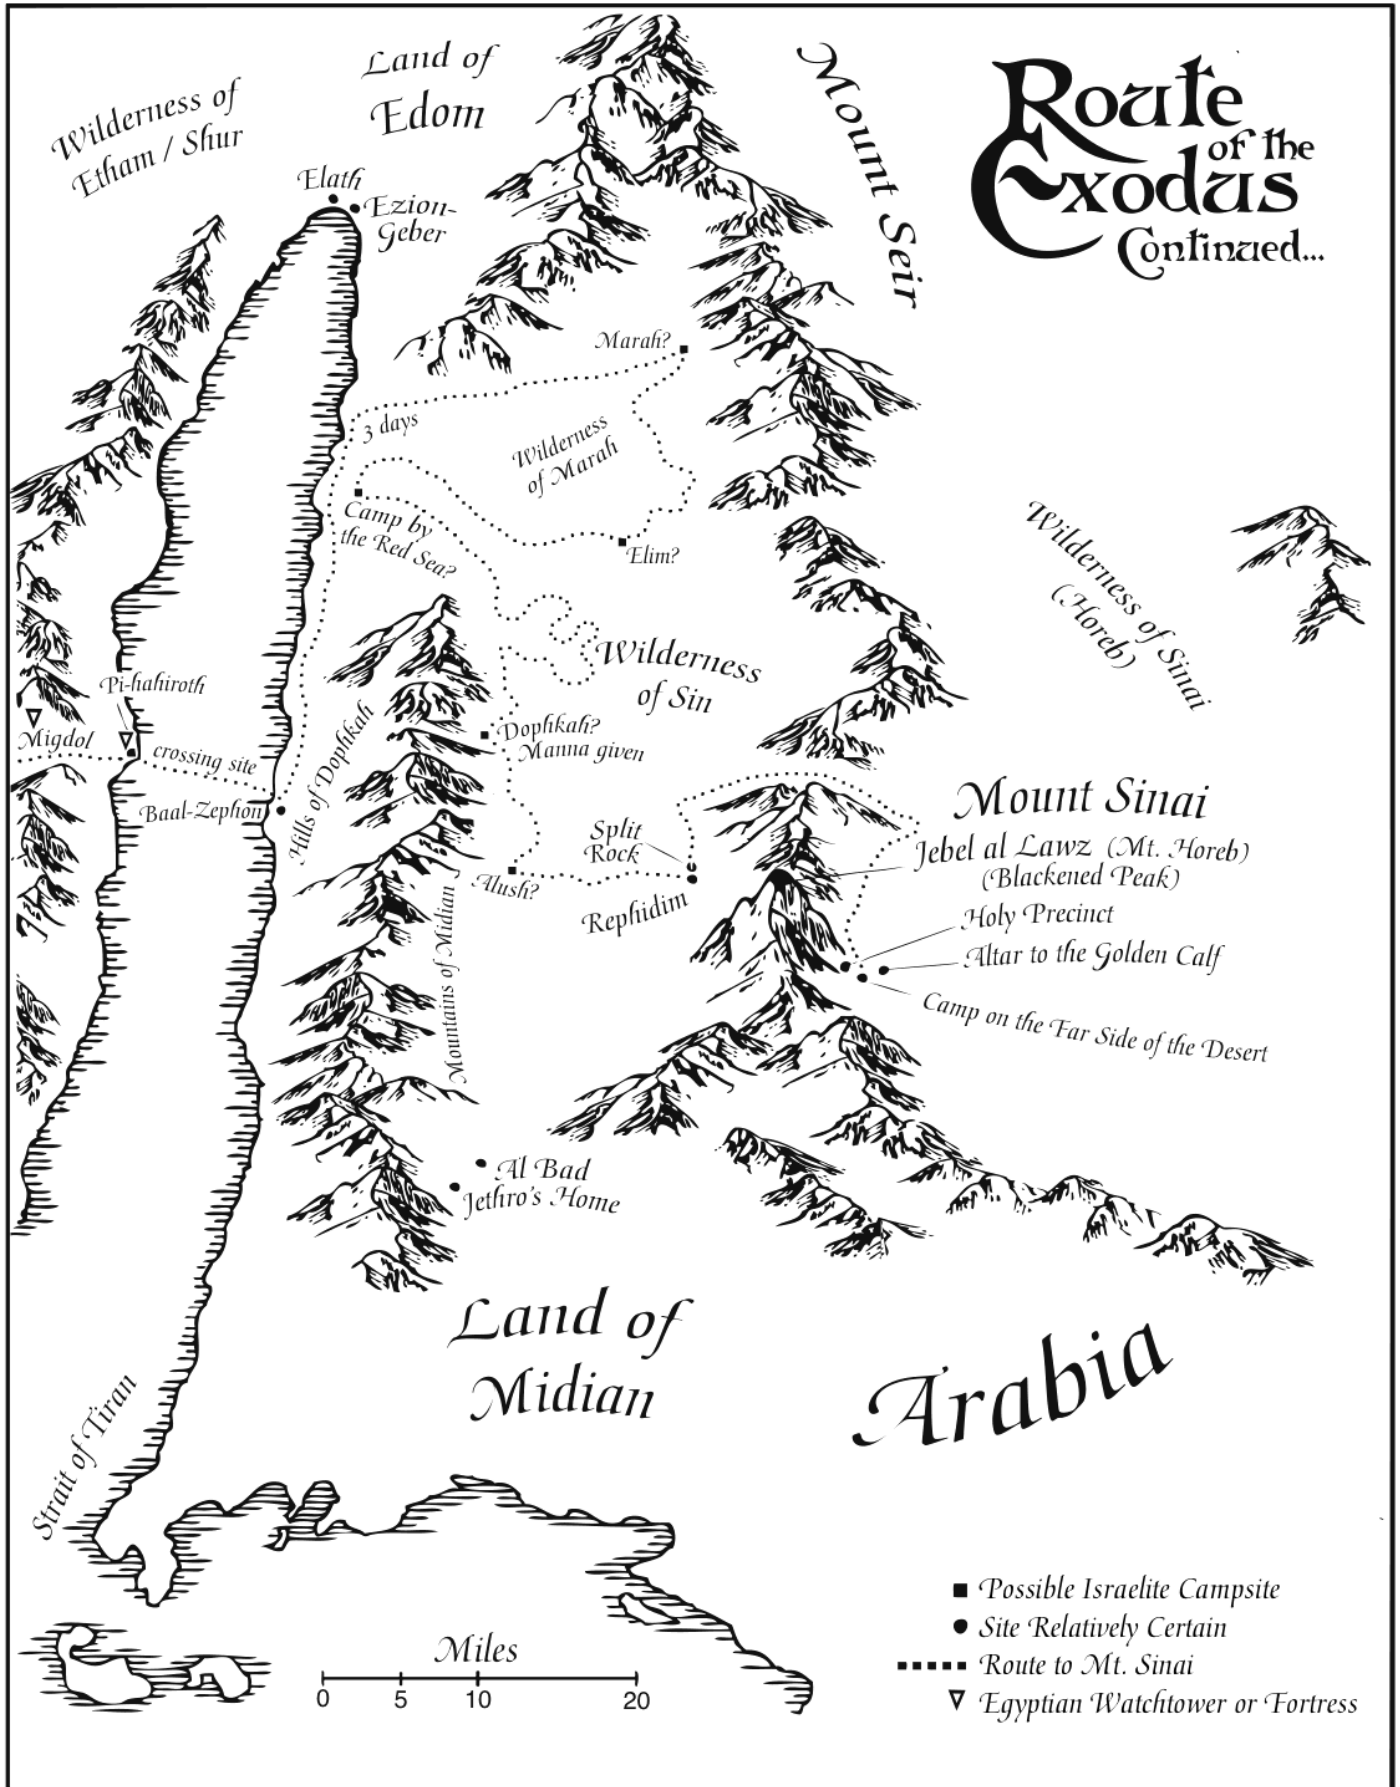 Route
of the
Exodus
Continued...
Land of
Edom
Wilderness of
Etham / Shur
Mount Seir
Elath
Ezion-
Geber
Marah?
3 days
Wilderness
of Marah
Camp by
the Red Sea?
Elim?
Wilderness of Sinai
(Horeb)
Wilderness
of Sin
Pi-hahiroth
Migdol
crossing site
Baal-Zephon
Hills of Dophkah
Dophkah?
Manna given
Mount Sinai
Jebel al Lawz (Mt. Horeb)
(Blackened Peak)
Split
Rock
Alush?
Rephidim
Holy Precinct
Altar to the Golden Calf
Camp on the Far Side of the Desert
Mountains of Midian
Al Bad
Jethro's Home
Land of
Midian
Arabia
Strait of Tiran
Possible Israelite Campsite
Site Relatively Certain
Route to Mt. Sinai
Egyptian Watchtower or Fortress
Miles
0 5 10 20